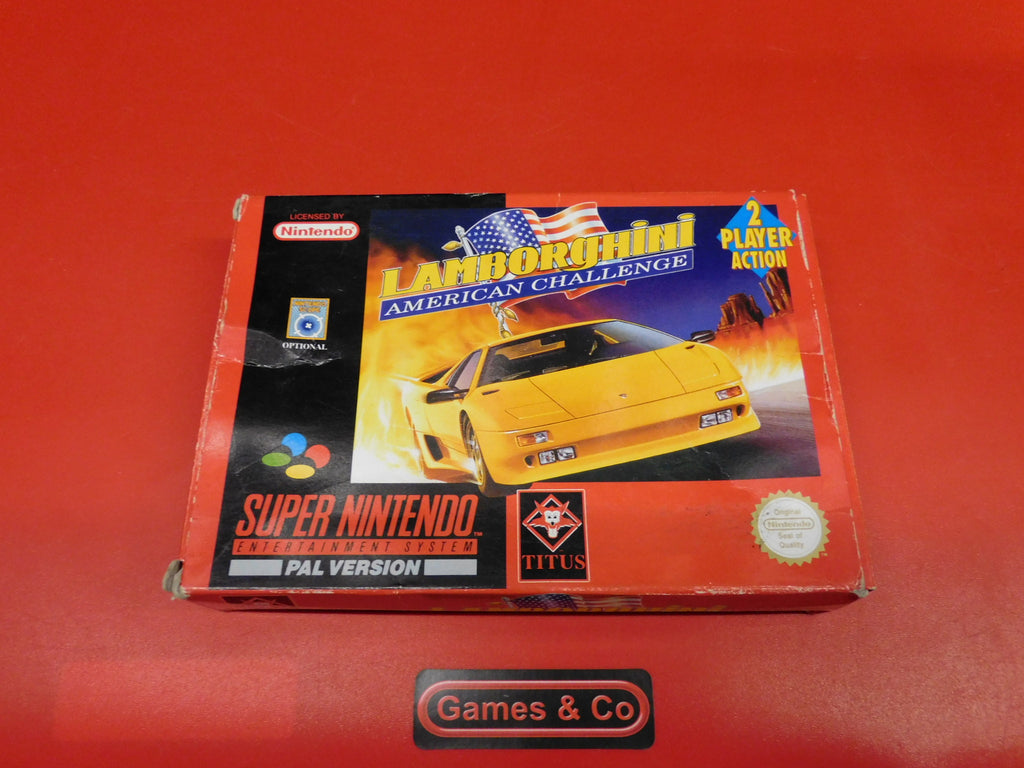 LICENSED BY
Nintendo®
OPTIONAL
LAMBORGHINI
AMERICAN CHALLENGE
2
PLAYER
ACTION
SUPER NINTENDO™
ENTERTAINMENT SYSTEM
PAL VERSION
TITUS
Original
Nintendo
Seal of
Quality
Games & Co